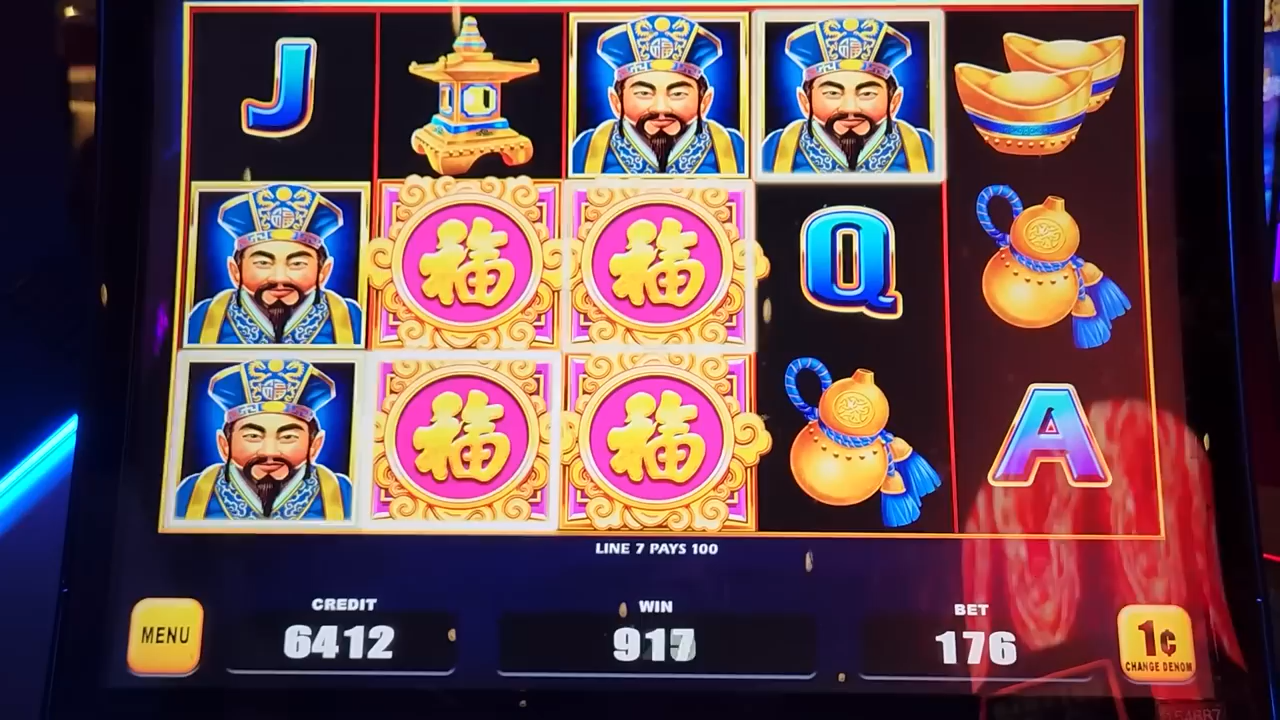 J
福 福
Q
福 福
A
LINE 7 PAYS 100
MENU
CREDIT
6412
WIN
917
BET
176
1¢
CHANGE DENOM